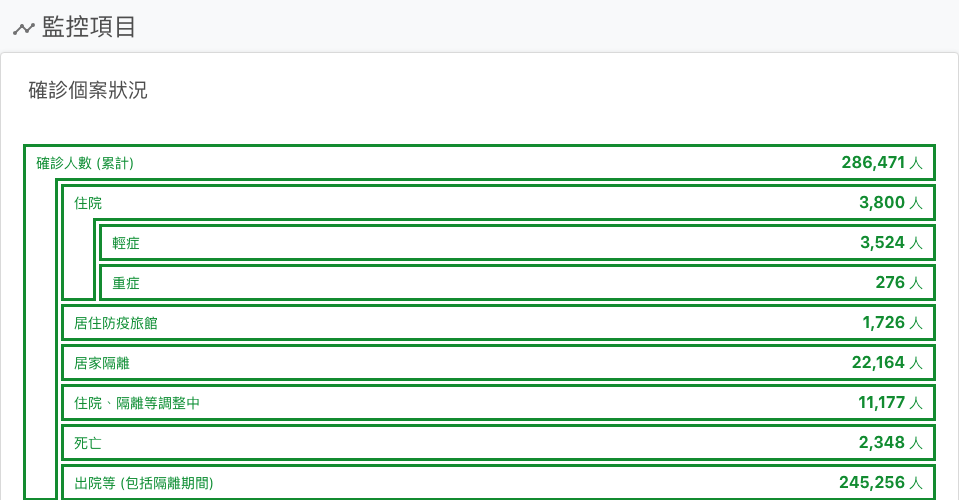 監控項目
確診個案狀況
確診人數 (累計) 286,471 人
住院 3,800 人
輕症 3,524 人
重症 276 人
居住防疫旅館 1,726 人
居家隔離 22,164 人
住院、隔離等調整中 11,177 人
死亡 2,348 人
出院等 (包括隔離期間) 245,256 人